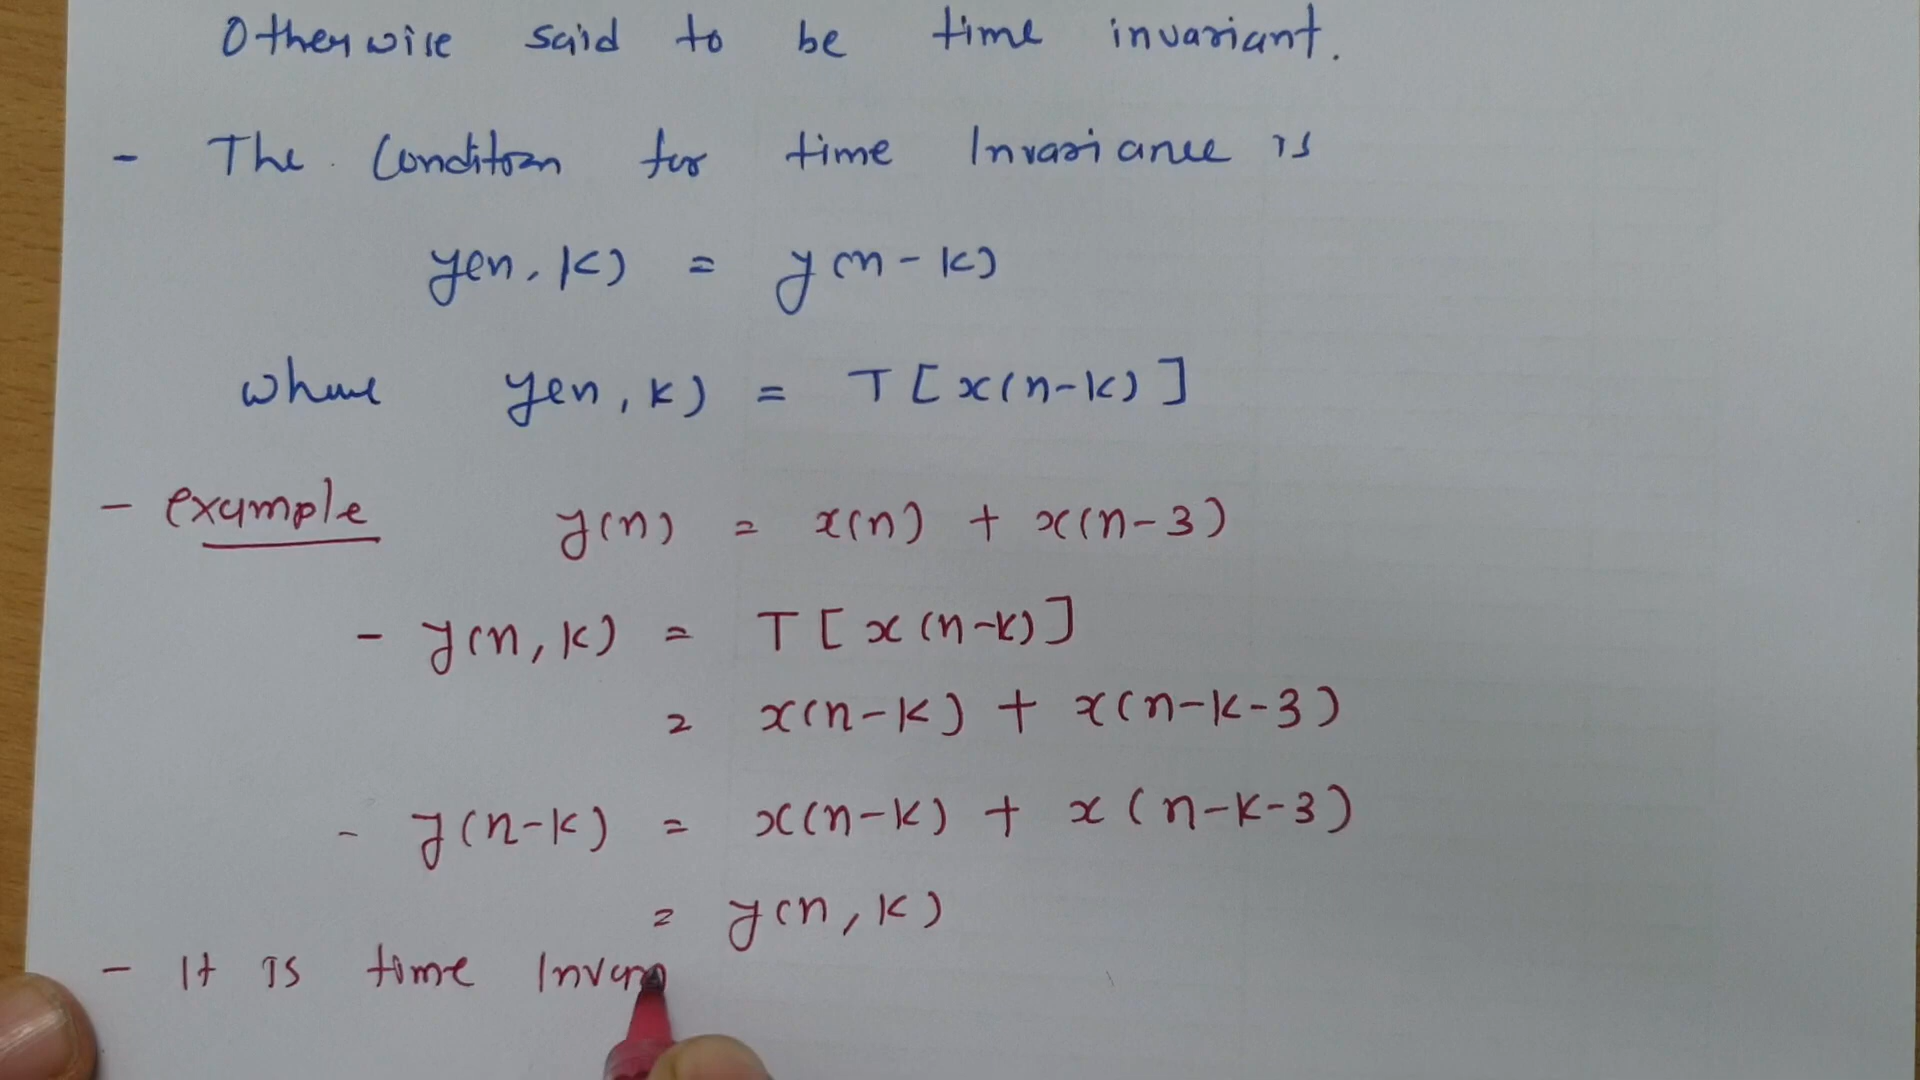 Otherwise said to be time invariant.
- The Condition for time Invariance is
y(n, k) = y(n-k)
where y(n, k) = T[x(n-k)]
- example y(n) = x(n) + x(n-3)
- y(n, k) = T[x(n-k)]
= x(n-k) + x(n-k-3)
- y(n-k) = x(n-k) + x(n-k-3)
= y(n, k)
- It is time Invar